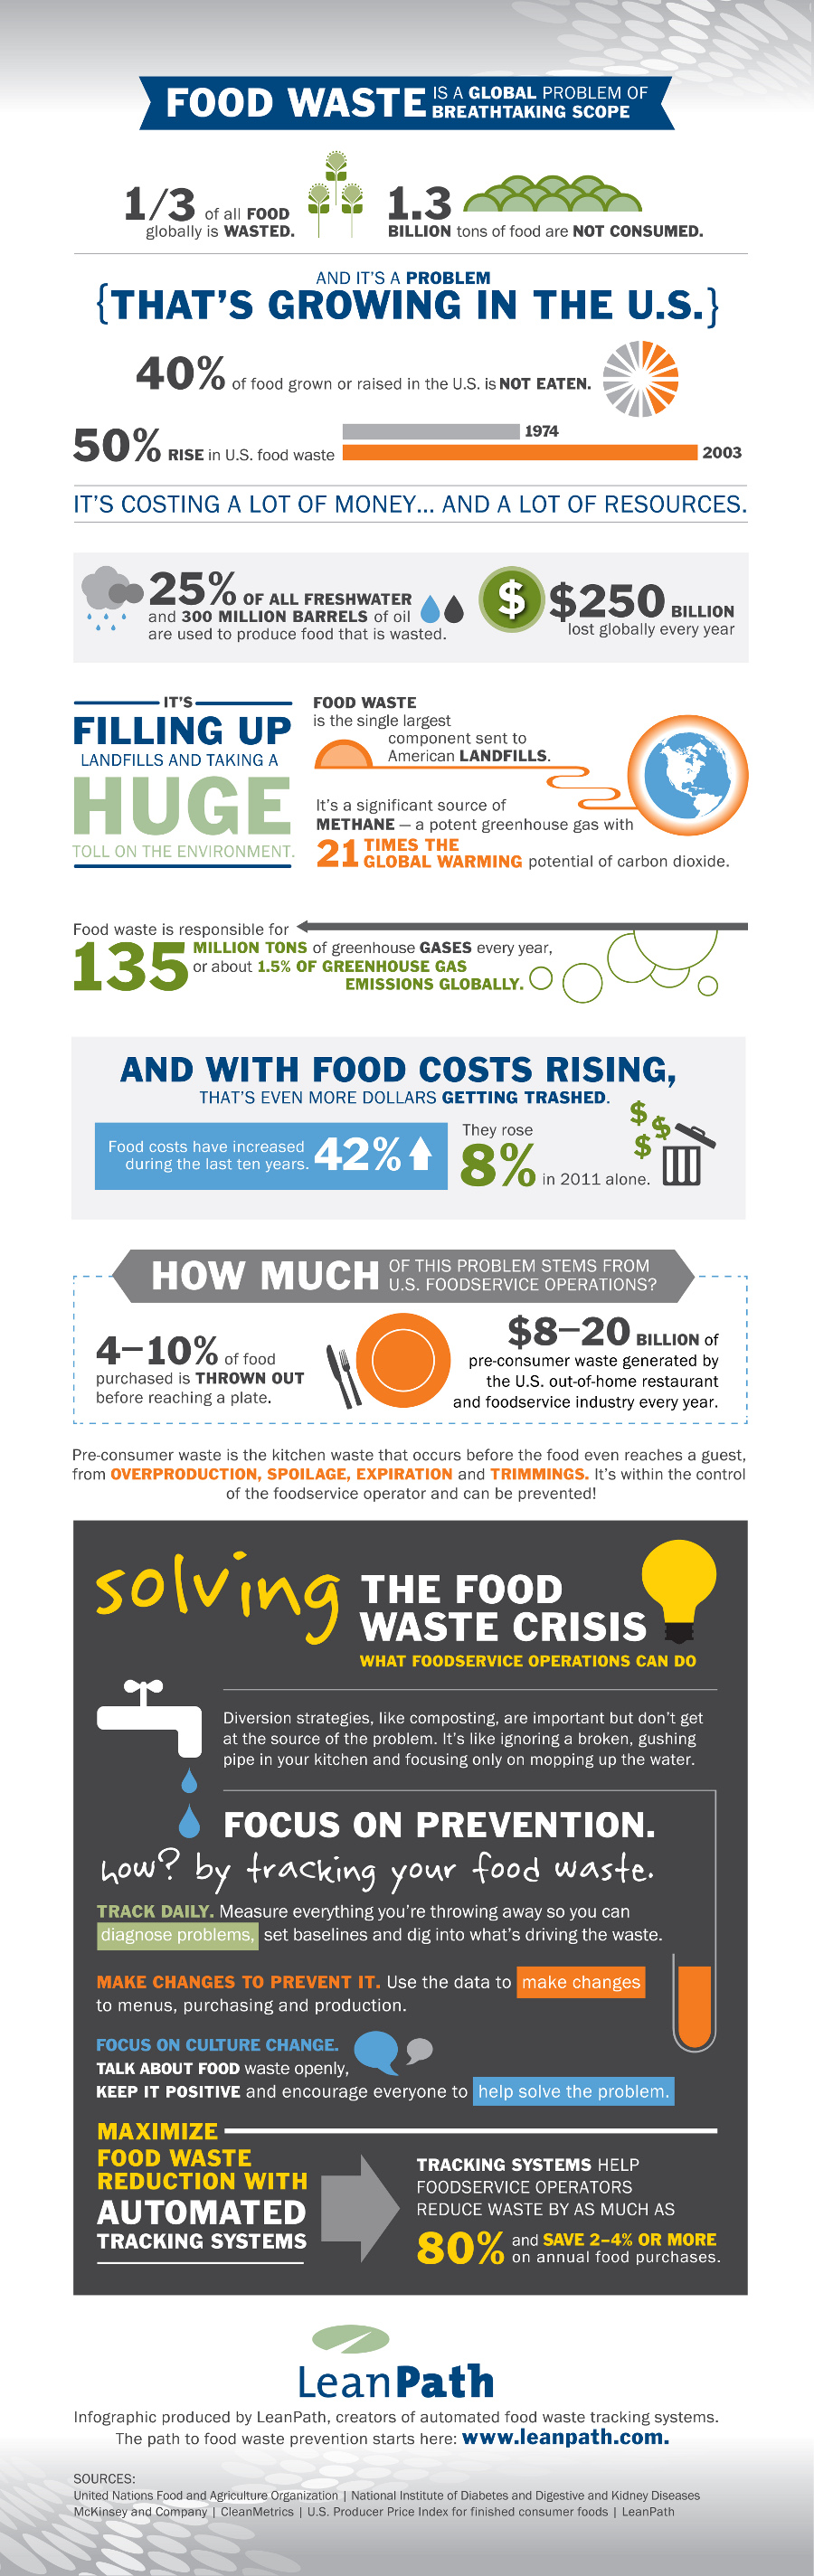 FOOD WASTE IS A GLOBAL PROBLEM OF
BREATHTAKING SCOPE
1/3 of all FOOD
globally is WASTED.
1.3
BILLION tons of food are NOT CONSUMED.
AND IT'S A PROBLEM
{THAT'S GROWING IN THE U.S.}
40% of food grown or raised in the U.S. is NOT EATEN.
50% RISE in U.S. food waste
1974
2003
IT'S COSTING A LOT OF MONEY... AND A LOT OF RESOURCES.
25% OF ALL FRESHWATER
and 300 MILLION BARRELS of oil
are used to produce food that is wasted.
$ $250 BILLION
lost globally every year
IT'S
FILLING UP
LANDFILLS AND TAKING A
HUGE
TOLL ON THE ENVIRONMENT.
FOOD WASTE
is the single largest
component sent to
American LANDFILLS.
It's a significant source of
METHANE — a potent greenhouse gas with
21 TIMES THE
GLOBAL WARMING potential of carbon dioxide.
Food waste is responsible for
135 MILLION TONS of greenhouse GASES every year,
or about 1.5% OF GREENHOUSE GAS
EMISSIONS GLOBALLY.
AND WITH FOOD COSTS RISING,
THAT'S EVEN MORE DOLLARS GETTING TRASHED.
Food costs have increased
during the last ten years. 42%
They rose
8% in 2011 alone.
$ $ $
HOW MUCH OF THIS PROBLEM STEMS FROM
U.S. FOODSERVICE OPERATIONS?
4–10% of food
purchased is THROWN OUT
before reaching a plate.
$8–20 BILLION of
pre-consumer waste generated by
the U.S. out-of-home restaurant
and foodservice industry every year.
Pre-consumer waste is the kitchen waste that occurs before the food even reaches a guest,
from OVERPRODUCTION, SPOILAGE, EXPIRATION and TRIMMINGS. It's within the control
of the foodservice operator and can be prevented!
solving THE FOOD
WASTE CRISIS
WHAT FOODSERVICE OPERATIONS CAN DO
Diversion strategies, like composting, are important but don't get
at the source of the problem. It's like ignoring a broken, gushing
pipe in your kitchen and focusing only on mopping up the water.
FOCUS ON PREVENTION.
how? by tracking your food waste.
TRACK DAILY. Measure everything you're throwing away so you can
diagnose problems, set baselines and dig into what's driving the waste.
MAKE CHANGES TO PREVENT IT. Use the data to make changes
to menus, purchasing and production.
FOCUS ON CULTURE CHANGE.
TALK ABOUT FOOD waste openly,
KEEP IT POSITIVE and encourage everyone to help solve the problem.
MAXIMIZE
FOOD WASTE
REDUCTION WITH
AUTOMATED
TRACKING SYSTEMS
TRACKING SYSTEMS HELP
FOODSERVICE OPERATORS
REDUCE WASTE BY AS MUCH AS
80% and SAVE 2–4% OR MORE
on annual food purchases.
LeanPath
Infographic produced by LeanPath, creators of automated food waste tracking systems.
The path to food waste prevention starts here: www.leanpath.com.
SOURCES:
United Nations Food and Agriculture Organization | National Institute of Diabetes and Digestive and Kidney Diseases
McKinsey and Company | CleanMetrics | U.S. Producer Price Index for finished consumer foods | LeanPath